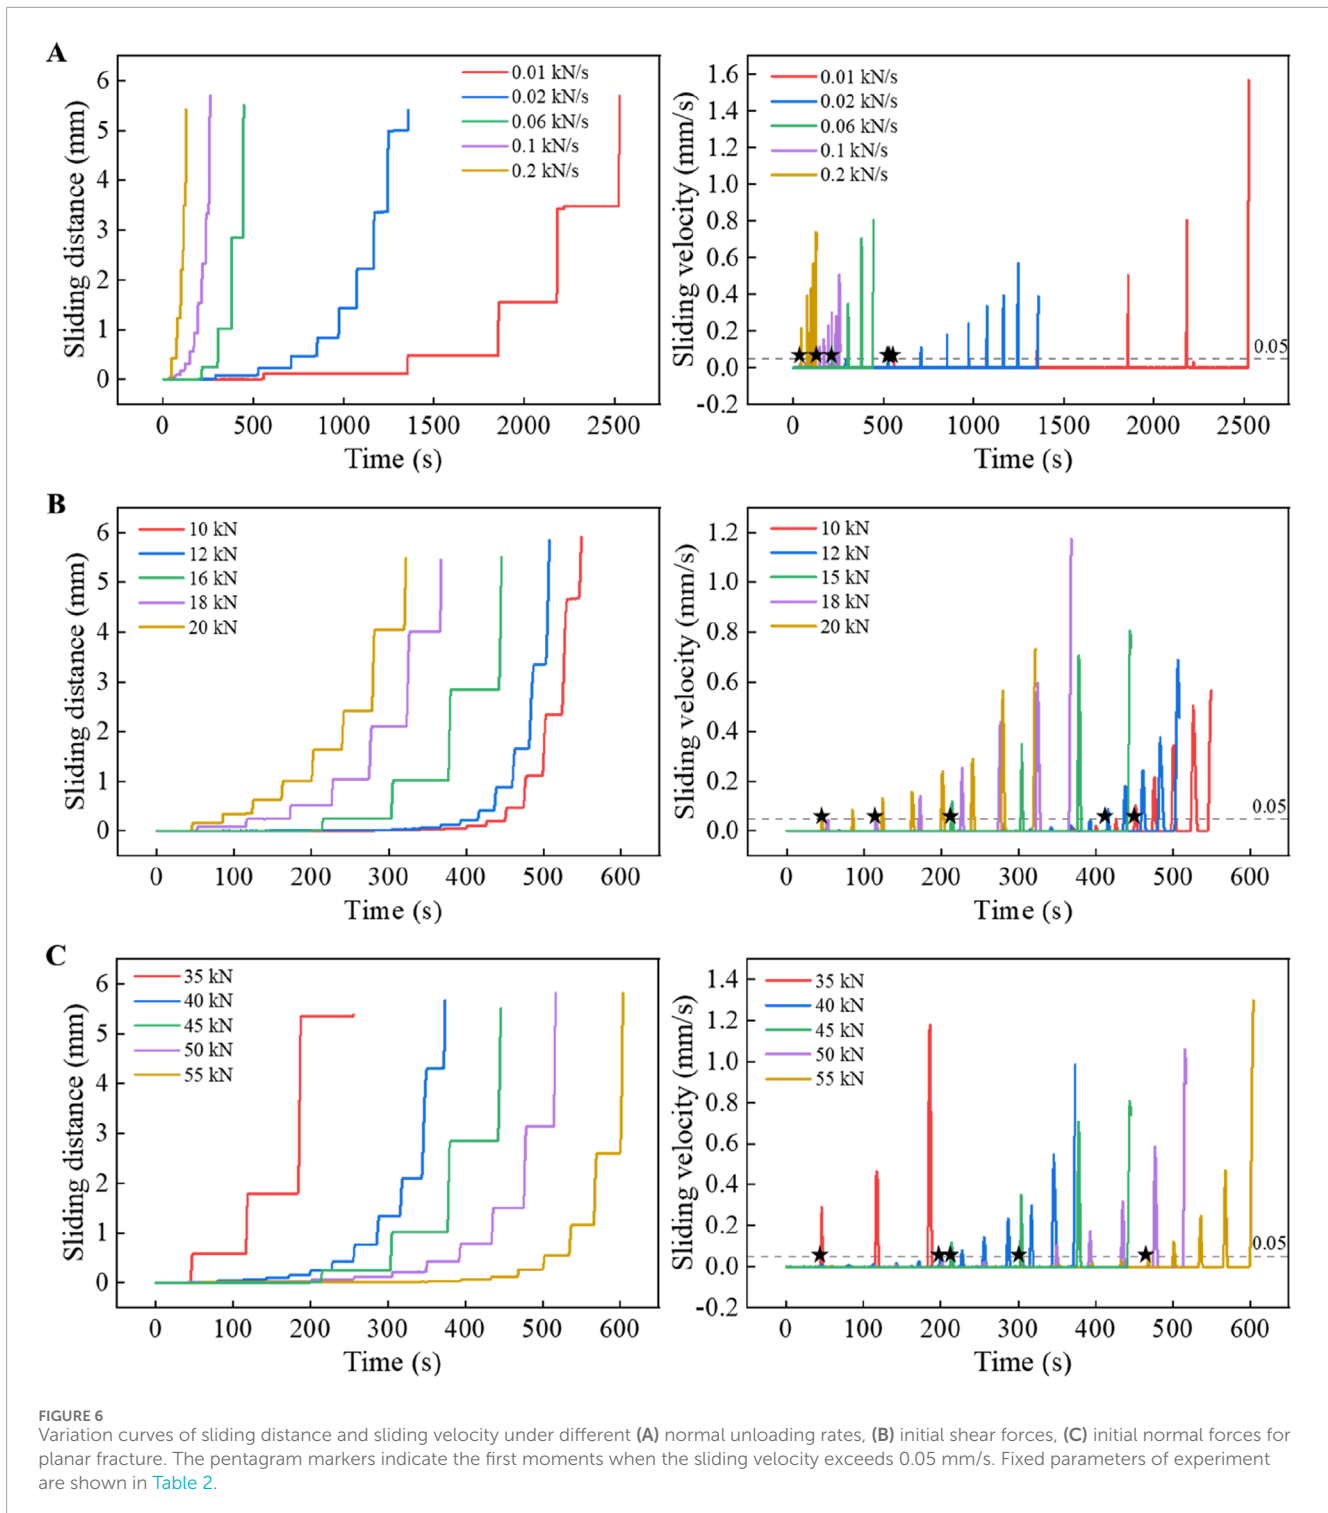 A
Sliding distance (mm)
6
5
4
3
2
1
0
0.01 kN/s
0.02 kN/s
0.06 kN/s
0.1 kN/s
0.2 kN/s
0 500 1000 1500 2000 2500
Time (s)
Sliding velocity (mm/s)
1.6
1.2
0.8
0.4
0.0
-0.2
0.01 kN/s
0.02 kN/s
0.06 kN/s
0.1 kN/s
0.2 kN/s
0.05
0 500 1000 1500 2000 2500
Time (s)
B
Sliding distance (mm)
6
5
4
3
2
1
0
10 kN
12 kN
16 kN
18 kN
20 kN
0 100 200 300 400 500 600
Time (s)
Sliding velocity (mm/s)
1.2
1.0
0.8
0.6
0.4
0.2
0.0
10 kN
12 kN
15 kN
18 kN
20 kN
0.05
0 100 200 300 400 500 600
Time (s)
C
Sliding distance (mm)
6
5
4
3
2
1
0
35 kN
40 kN
45 kN
50 kN
55 kN
0 100 200 300 400 500 600
Time (s)
Sliding velocity (mm/s)
1.4
1.2
1.0
0.8
0.6
0.4
0.2
0.0
-0.2
35 kN
40 kN
45 kN
50 kN
55 kN
0.05
0 100 200 300 400 500 600
Time (s)
FIGURE 6
Variation curves of sliding distance and sliding velocity under different (A) normal unloading rates, (B) initial shear forces, (C) initial normal forces for
planar fracture. The pentagram markers indicate the first moments when the sliding velocity exceeds 0.05 mm/s. Fixed parameters of experiment
are shown in Table 2.